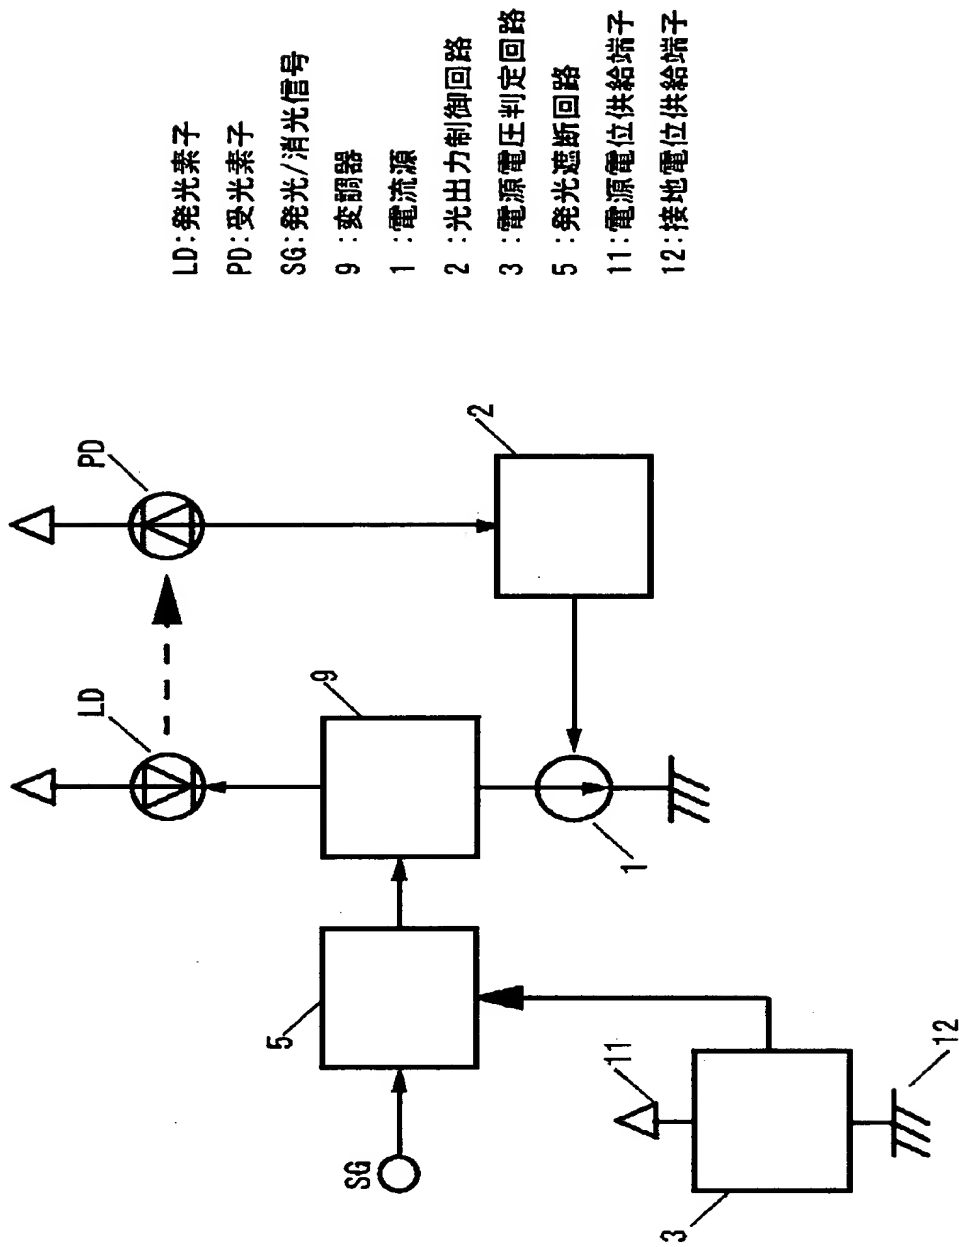 LD:発光素子
PD:受光素子
SG:発光/消光信号
9:変調器
1:電流源
2:光出力制御回路
3:電源電圧判定回路
5:発光遮断回路
11:電源電位供給端子
12:接地電位供給端子
PD
LD
2
9
1
5
SG
11
12
3